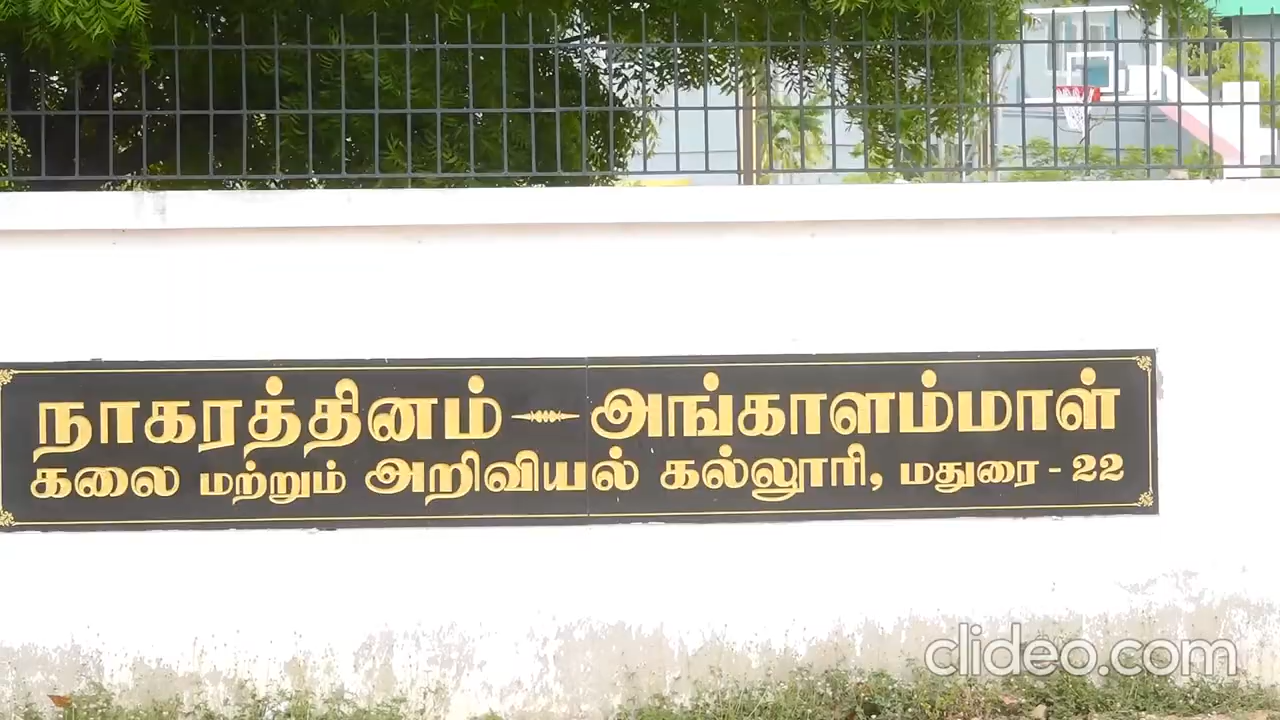 நாகரத்தினம் - அங்காளம்மாள்
கலை மற்றும் அறிவியல் கல்லூரி, மதுரை - 22
clideo.com